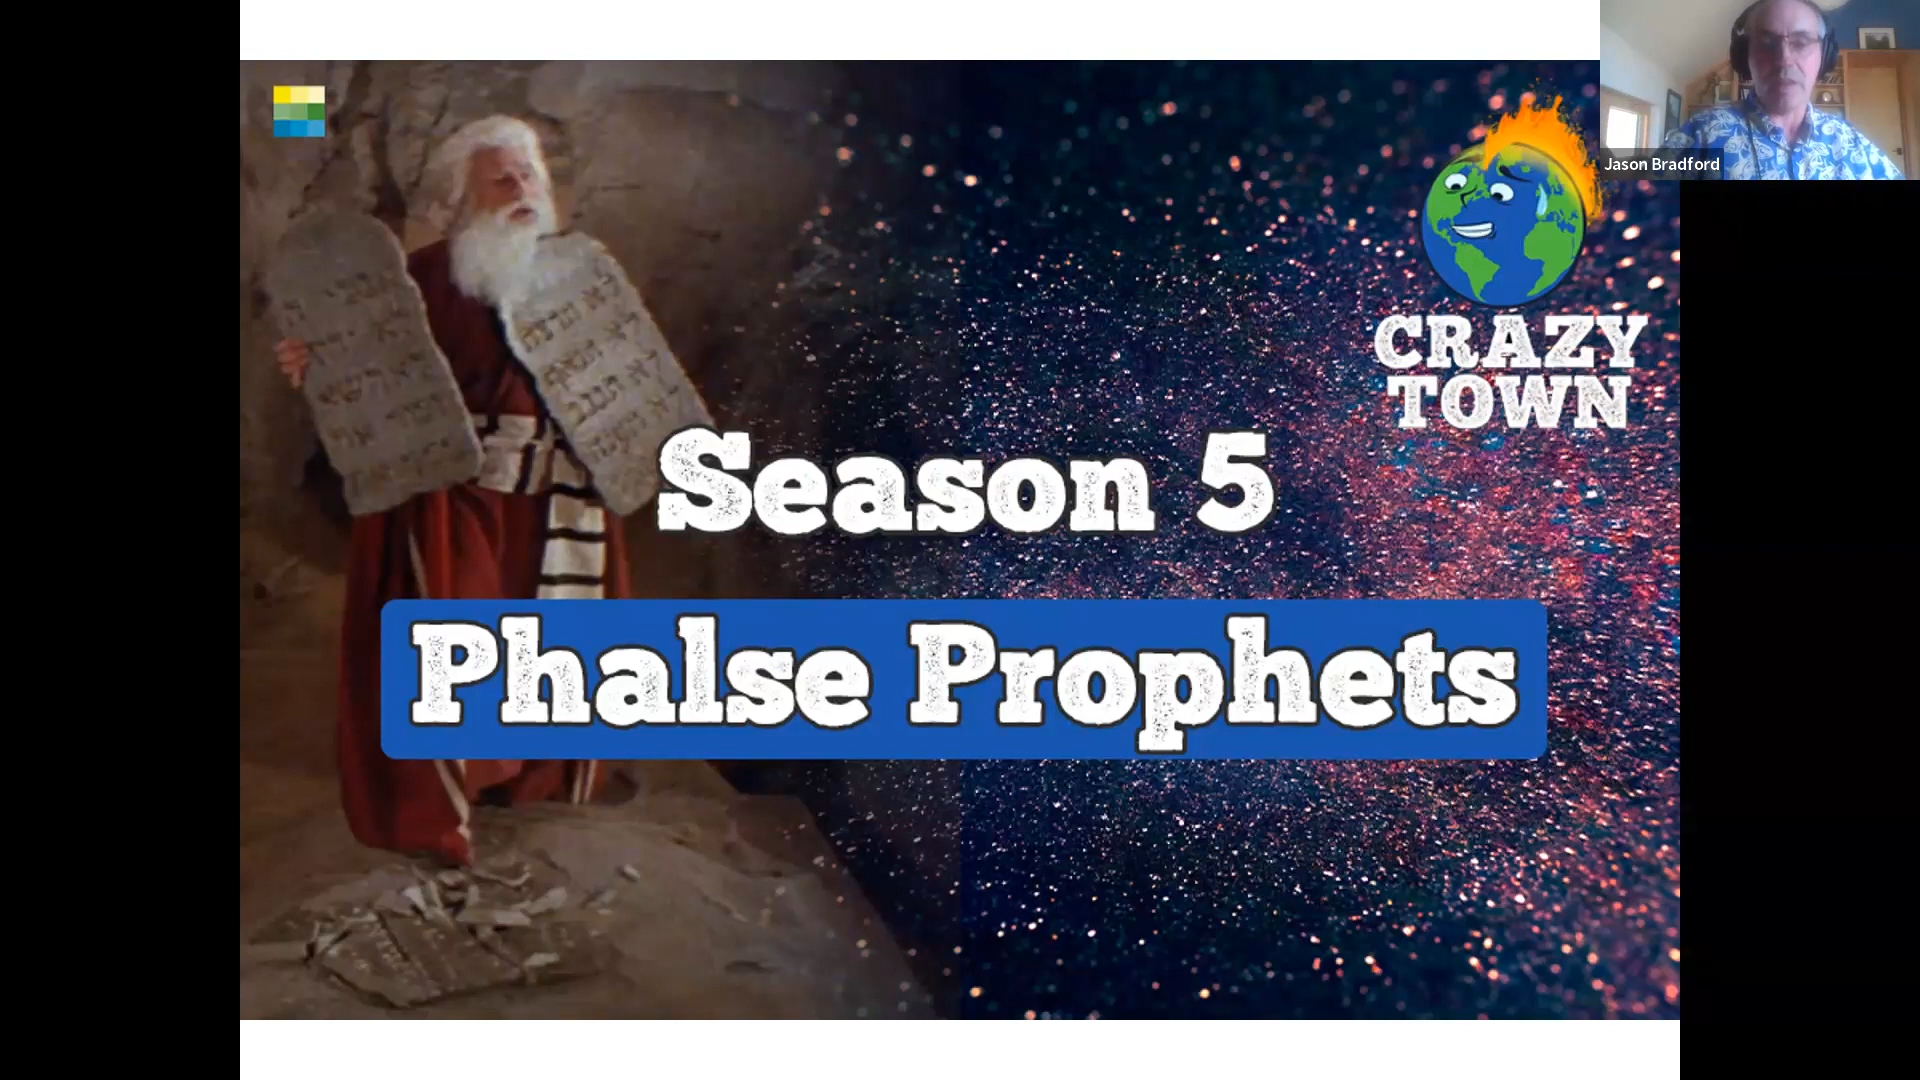 Jason Bradford
CRAZY
TOWN
Season 5
Phalse Prophets